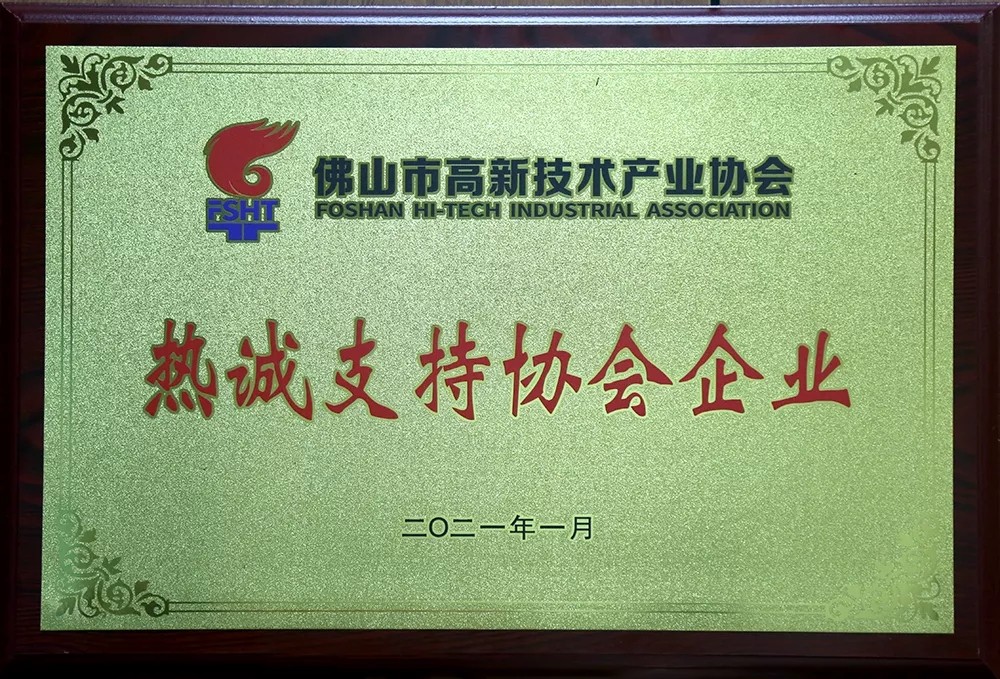 FSHT
佛山市高新技术产业协会
FOSHAN HI-TECH INDUSTRIAL ASSOCIATION
热诚支持协会企业
二〇二一年一月